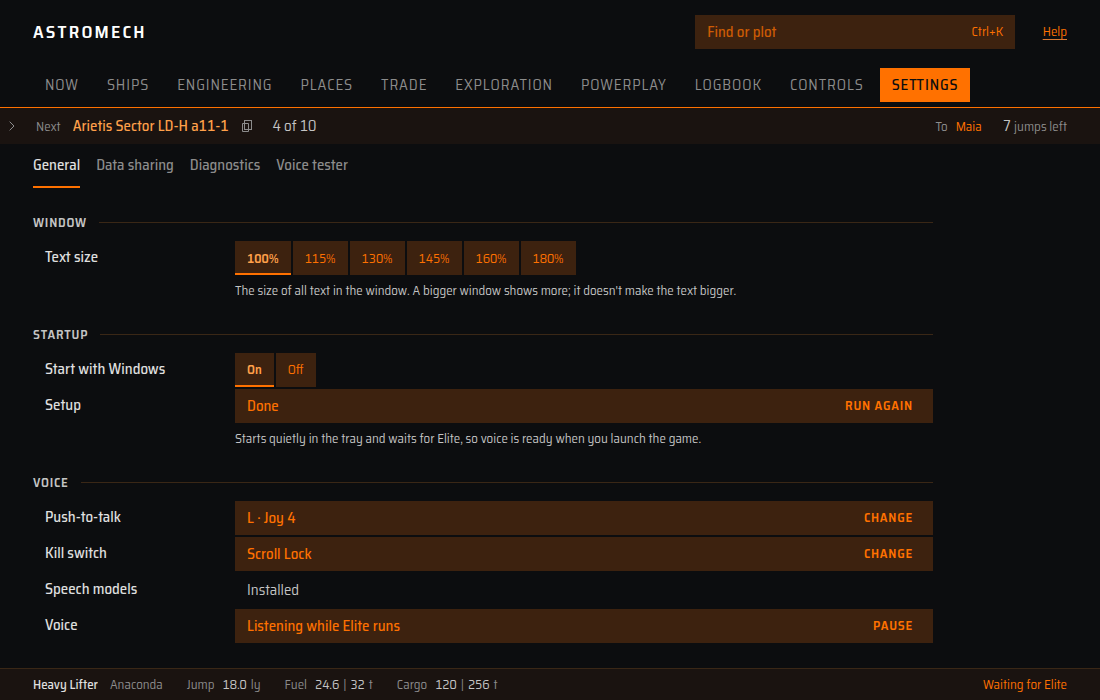 ASTROMECH
Find or plot Ctrl+K Help
NOW SHIPS ENGINEERING PLACES TRADE EXPLORATION POWERPLAY LOGBOOK CONTROLS SETTINGS
Next Arietis Sector LD-H a11-1 4 of 10 To Maia 7 jumps left
General Data sharing Diagnostics Voice tester
WINDOW
Text size 100% 115% 130% 145% 160% 180%
The size of all text in the window. A bigger window shows more; it doesn't make the text bigger.
STARTUP
Start with Windows On Off
Setup Done RUN AGAIN
Starts quietly in the tray and waits for Elite, so voice is ready when you launch the game.
VOICE
Push-to-talk L · Joy 4 CHANGE
Kill switch Scroll Lock CHANGE
Speech models Installed
Voice Listening while Elite runs PAUSE
Heavy Lifter Anaconda Jump 18.0 ly Fuel 24.6 | 32 t Cargo 120 | 256 t Waiting for Elite